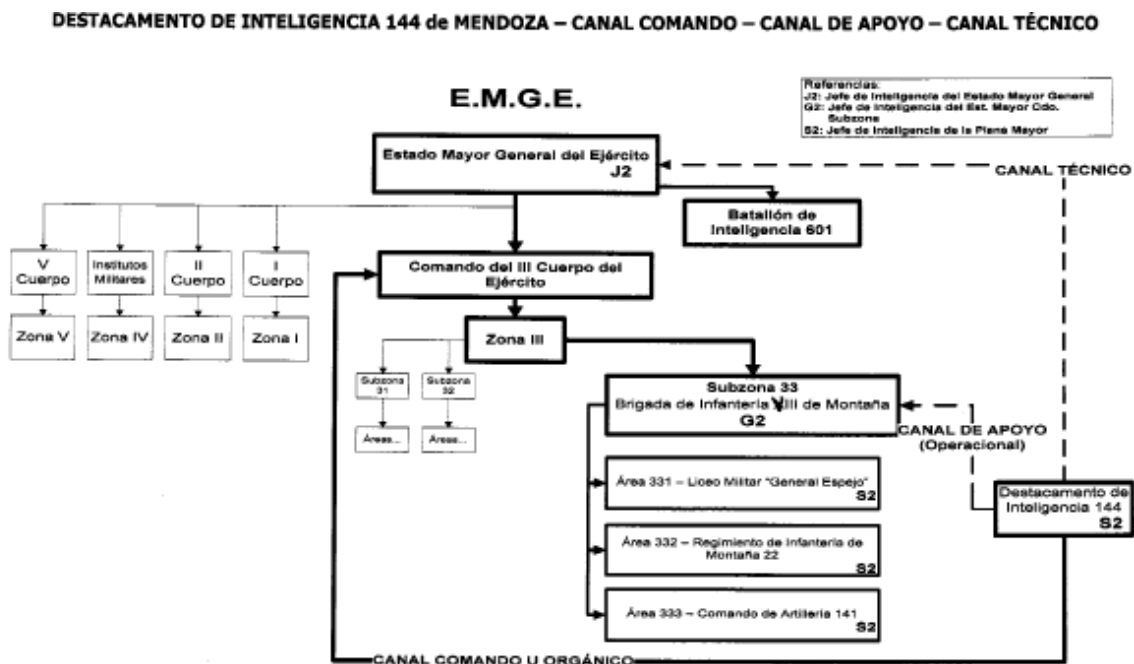 DESTACAMENTO DE INTELIGENCIA 144 de MENDOZA – CANAL COMANDO – CANAL DE APOYO – CANAL TÉCNICO
E.M.G.E.
Referencias:
J2: Jefe de Inteligencia del Estado Mayor General
G2: Jefe de Inteligencia del Est. Mayor Cdo.
Subzona
S2: Jefe de Inteligencia de la Plana Mayor
Estado Mayor General del Ejército
J2
CANAL TÉCNICO
Batallón de
Inteligencia 601
V
Cuerpo
Institutos
Militares
II
Cuerpo
I
Cuerpo
Comando del III Cuerpo del
Ejército
Zona V
Zona IV
Zona II
Zona I
Zona III
Subzona
31
Subzona
32
Áreas...
Áreas...
Subzona 33
Brigada de Infantería VIII de Montaña
G2
CANAL DE APOYO
(Operacional)
Área 331 – Liceo Militar "General Espejo"
S2
Destacamento de
Inteligencia 144
S2
Área 332 – Regimiento de Infantería de
Montaña 22
S2
Área 333 – Comando de Artillería 141
S2
CANAL COMANDO U ORGÁNICO